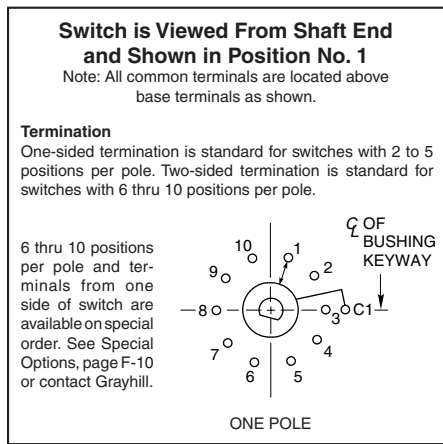 Switch is Viewed From Shaft End
and Shown in Position No. 1
Note: All common terminals are located above
base terminals as shown.
Termination
One-sided termination is standard for switches with 2 to 5
positions per pole. Two-sided termination is standard for
switches with 6 thru 10 positions per pole.
6 thru 10 positions
per pole and ter-
minals from one
side of switch are
available on special
order. See Special
Options, page F-10
or contact Grayhill.
℄ OF
BUSHING
KEYWAY
10
1
9
2
8
3
C1
7
4
6
5
ONE POLE